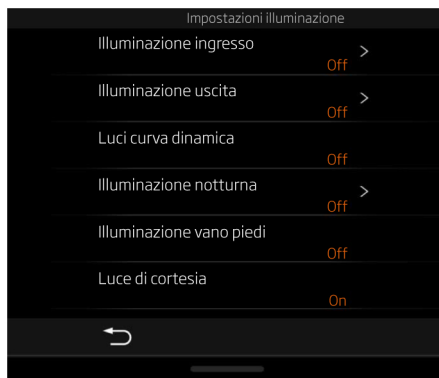 Impostazioni illuminazione
Illuminazione ingresso
Off
Illuminazione uscita
Off
Luci curva dinamica
Off
Illuminazione notturna
Off
Illuminazione vano piedi
Off
Luce di cortesia
On